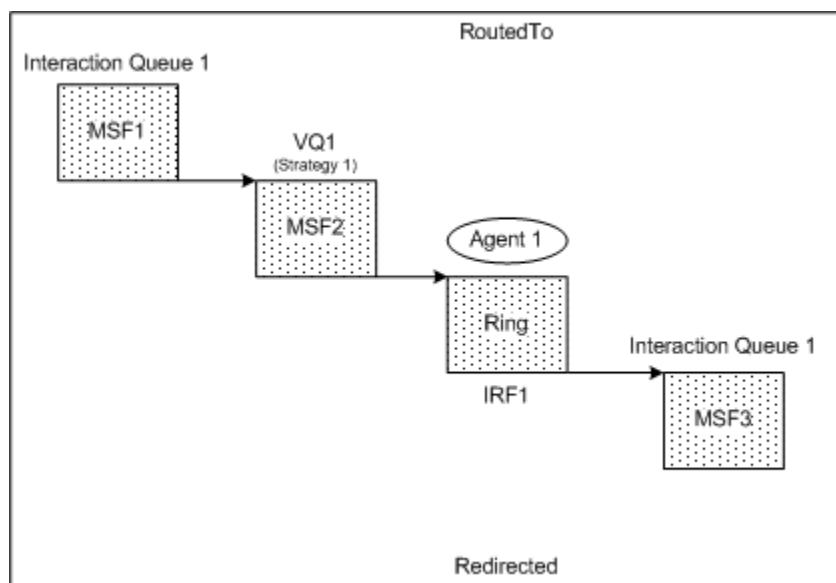 RoutedTo
Interaction Queue 1
MSF1
VQ1
(Strategy 1)
MSF2
Agent 1
Ring
IRF1
Interaction Queue 1
MSF3
Redirected